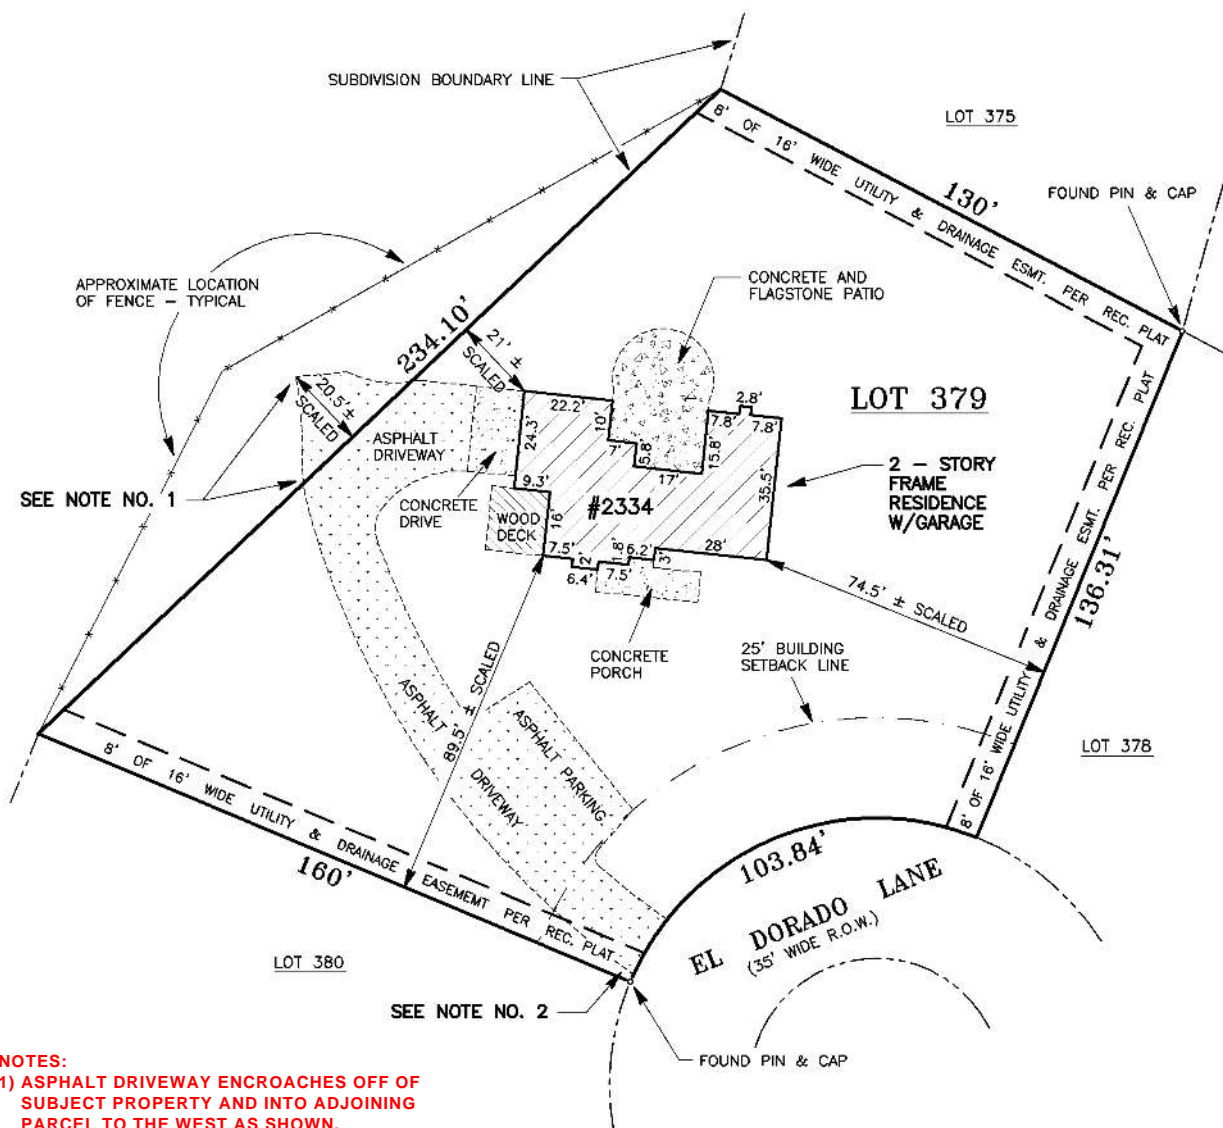 SUBDIVISION BOUNDARY LINE
LOT 375
8' OF 16' WIDE UTILITY & DRAINAGE ESMT. PER REC. PLAT
130'
FOUND PIN & CAP
APPROXIMATE LOCATION
OF FENCE – TYPICAL
CONCRETE AND
FLAGSTONE PATIO
234.10'
21' ±
SCALED
20.5' ±
SCALED
LOT 379
22.2'
10'
7'
5.8'
17'
15.8'
7.8'
2.8'
7.8'
24.3'
35.5'
ASPHALT
DRIVEWAY
2 – STORY
FRAME
RESIDENCE
W/GARAGE
SEE NOTE NO. 1
CONCRETE
DRIVE
9.3'
WOOD
DECK
16'
#2334
7.5'
2'
1.8'
6.2'
3'
28'
6.4'
7.5'
74.5' ± SCALED
8' OF 16' WIDE UTILITY & DRAINAGE ESMT. PER REC. PLAT
136.31'
CONCRETE
PORCH
25' BUILDING
SETBACK LINE
89.5' ± SCALED
ASPHALT
DRIVEWAY
ASPHALT PARKING
LOT 378
8' OF 16' WIDE UTILITY & DRAINAGE EASEMEMT PER REC. PLAT
160'
103.84'
EL DORADO LANE
(35' WIDE R.O.W.)
LOT 380
SEE NOTE NO. 2
FOUND PIN & CAP
NOTES:
1) ASPHALT DRIVEWAY ENCROACHES OFF OF
SUBJECT PROPERTY AND INTO ADJOINING
PARCEL TO THE WEST AS SHOWN.